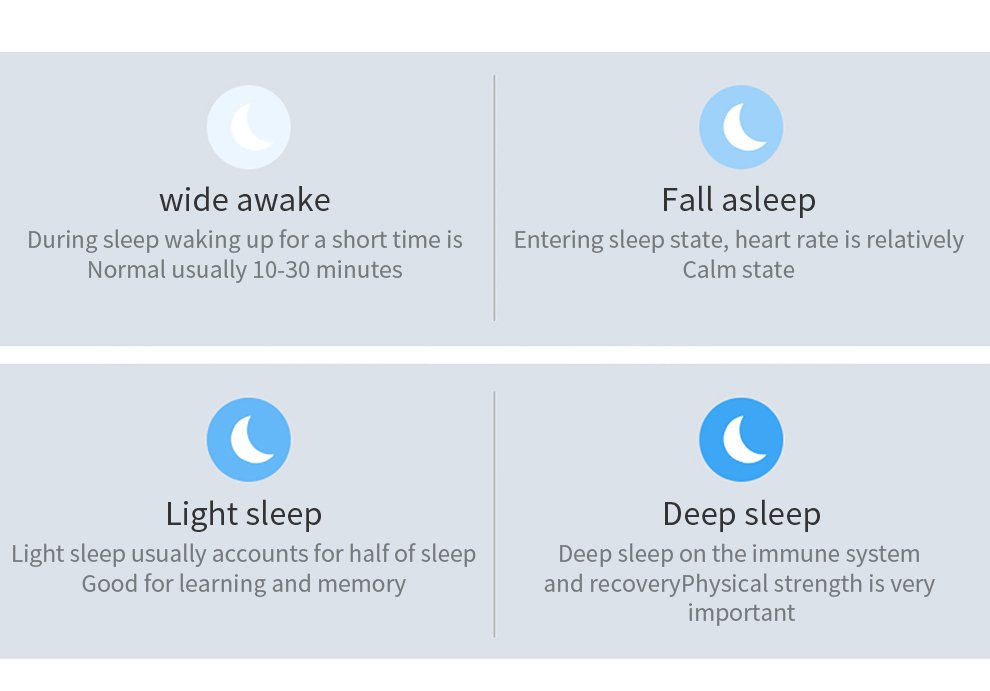 wide awake
During sleep waking up for a short time is
Normal usually 10-30 minutes
Fall asleep
Entering sleep state, heart rate is relatively
Calm state
Light sleep
Light sleep usually accounts for half of sleep
Good for learning and memory
Deep sleep
Deep sleep on the immune system
and recoveryPhysical strength is very
important